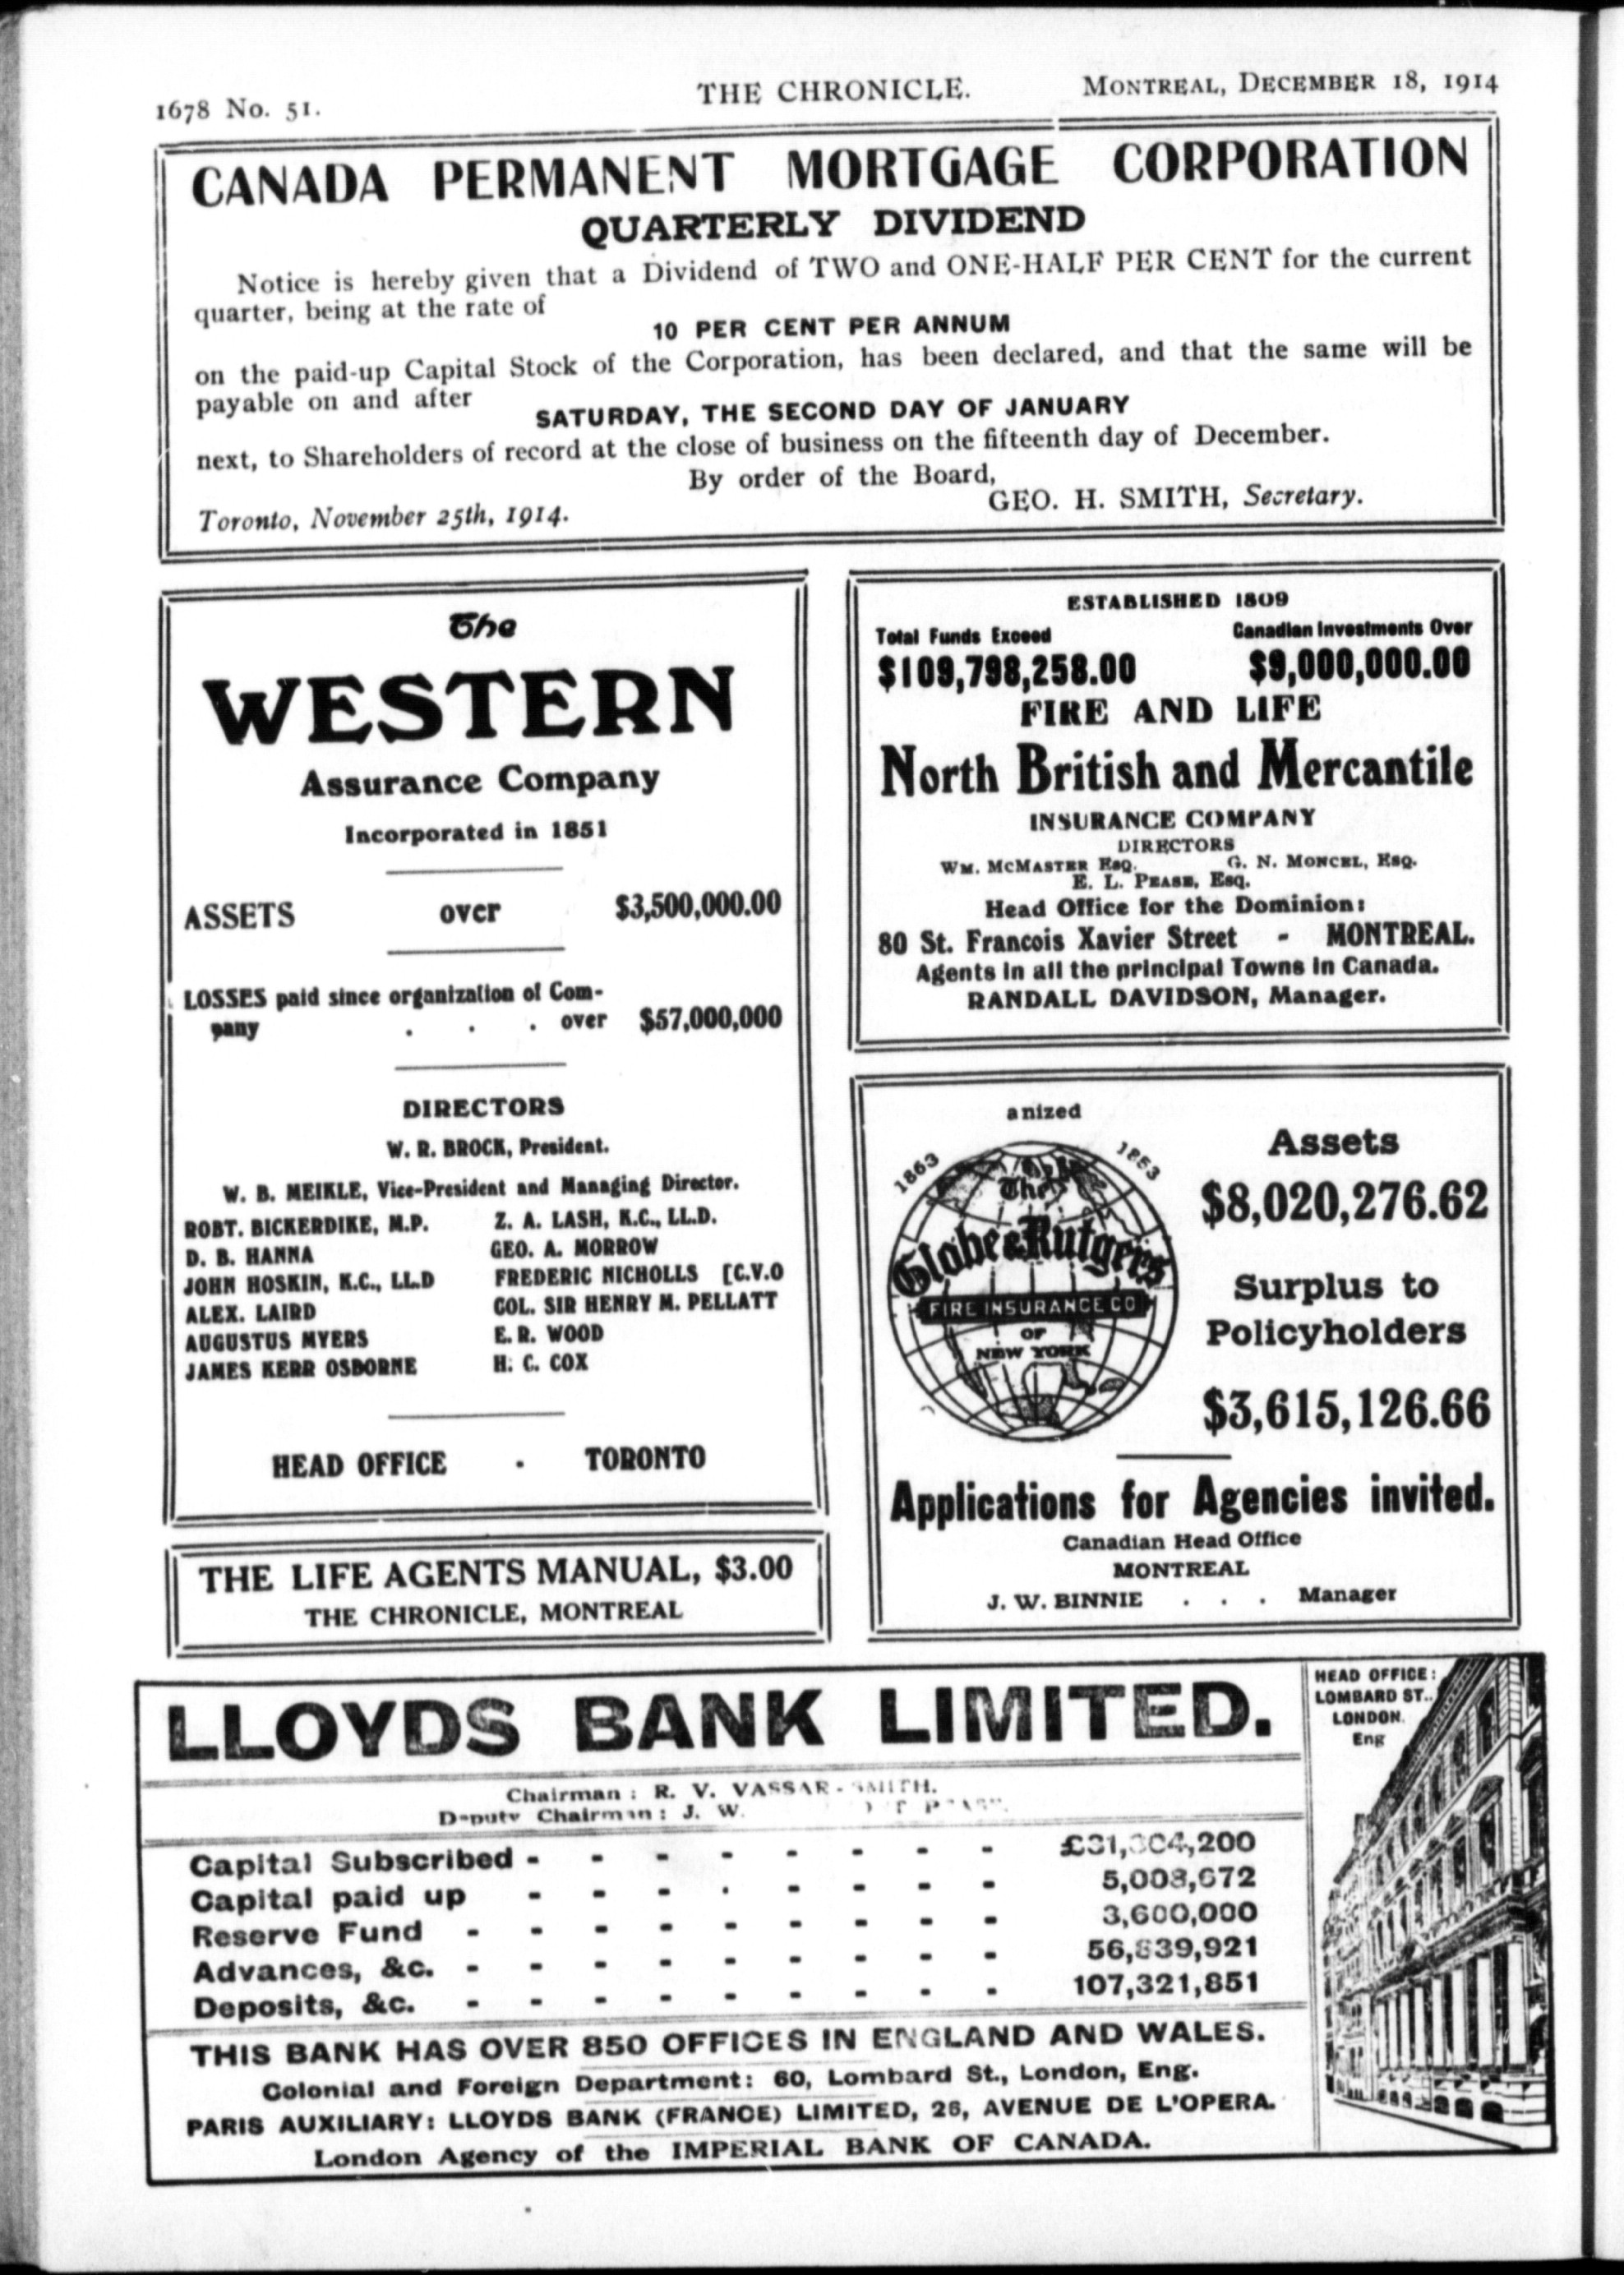 1678 No. 51.
THE CHRONICLE.
MONTREAL, DECEMBER 18, 1914
CANADA PERMANENT MORTGAGE CORPORATION
QUARTERLY DIVIDEND
Notice is hereby given that a Dividend of TWO and ONE-HALF PER CENT for the current
quarter, being at the rate of
10 PER CENT PER ANNUM
on the paid-up Capital Stock of the Corporation, has been declared, and that the same will be
payable on and after
SATURDAY, THE SECOND DAY OF JANUARY
next, to Shareholders of record at the close of business on the fifteenth day of December.
By order of the Board,
GEO. H. SMITH, Secretary.
Toronto, November 25th, 1914.
The
WESTERN
Assurance Company
Incorporated in 1851
ASSETS over $3,500,000.00
LOSSES paid since organization of Com-
pany . . . over $57,000,000
DIRECTORS
W. R. BROCK, President.
W. B. MEIKLE, Vice-President and Managing Director.
ROBT. BICKERDIKE, M.P. Z. A. LASH, K.C., LL.D.
D. B. HANNA GEO. A. MORROW
JOHN HOSKIN, K.C., LL.D FREDERIC NICHOLLS [C.V.O
ALEX. LAIRD COL. SIR HENRY M. PELLATT
AUGUSTUS MYERS E. R. WOOD
JAMES KERR OSBORNE H. C. COX
HEAD OFFICE - TORONTO
THE LIFE AGENTS MANUAL, $3.00
THE CHRONICLE, MONTREAL
ESTABLISHED 1809
Total Funds Exceed Canadian Investments Over
$109,798,258.00 $9,000,000.00
FIRE AND LIFE
North British and Mercantile
INSURANCE COMPANY
DIRECTORS
WM. MCMASTER ESQ. G. N. MONCEL, ESQ.
E. L. PEASE, ESQ.
Head Office for the Dominion:
80 St. Francois Xavier Street - MONTREAL.
Agents in all the principal Towns in Canada.
RANDALL DAVIDSON, Manager.
anized
1863 1853
The
Globe & Rutgers
FIRE INSURANCE CO
OF
NEW YORK
Assets
$8,020,276.62
Surplus to
Policyholders
$3,615,126.66
Applications for Agencies invited.
Canadian Head Office
MONTREAL
J. W. BINNIE . . . Manager
LLOYDS BANK LIMITED.
HEAD OFFICE:
LOMBARD ST..
LONDON.
Eng
Chairman: R. V. VASSAR-SMITH.
Deputy Chairman: J. W.
Capital Subscribed - - - - - - - -
Capital paid up - - - - - - - - 5,008,672
Reserve Fund - - - - - - - - - 3,600,000
Advances, &c. - - - - - - - - -
Deposits, &c. - - - - - - - - - 107,321,851
THIS BANK HAS OVER 850 OFFICES IN ENGLAND AND WALES.
Colonial and Foreign Department: 60, Lombard St., London, Eng.
PARIS AUXILIARY: LLOYDS BANK (FRANCE) LIMITED, 26, AVENUE DE L'OPERA.
London Agency of the IMPERIAL BANK OF CANADA.